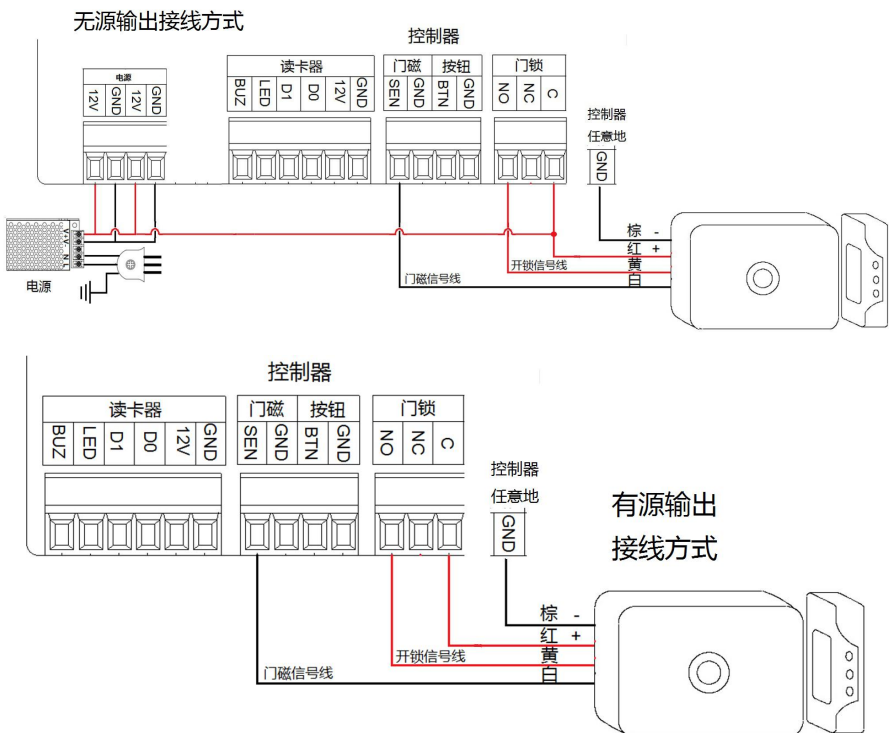 无源输出接线方式
控制器
电源
12V GND 12V GND
读卡器
BUZ LED D1 D0 12V GND
门磁 按钮
SEN GND BTN GND
门锁
NO NC C
控制器
任意地
GND
V+ V- N L
电源
棕 -
红 +
黄
白
开锁信号线
门磁信号线
控制器
读卡器
BUZ LED D1 D0 12V GND
门磁 按钮
SEN GND BTN GND
门锁
NO NC C
控制器
任意地
GND
有源输出
接线方式
棕 -
红 +
黄
白
开锁信号线
门磁信号线